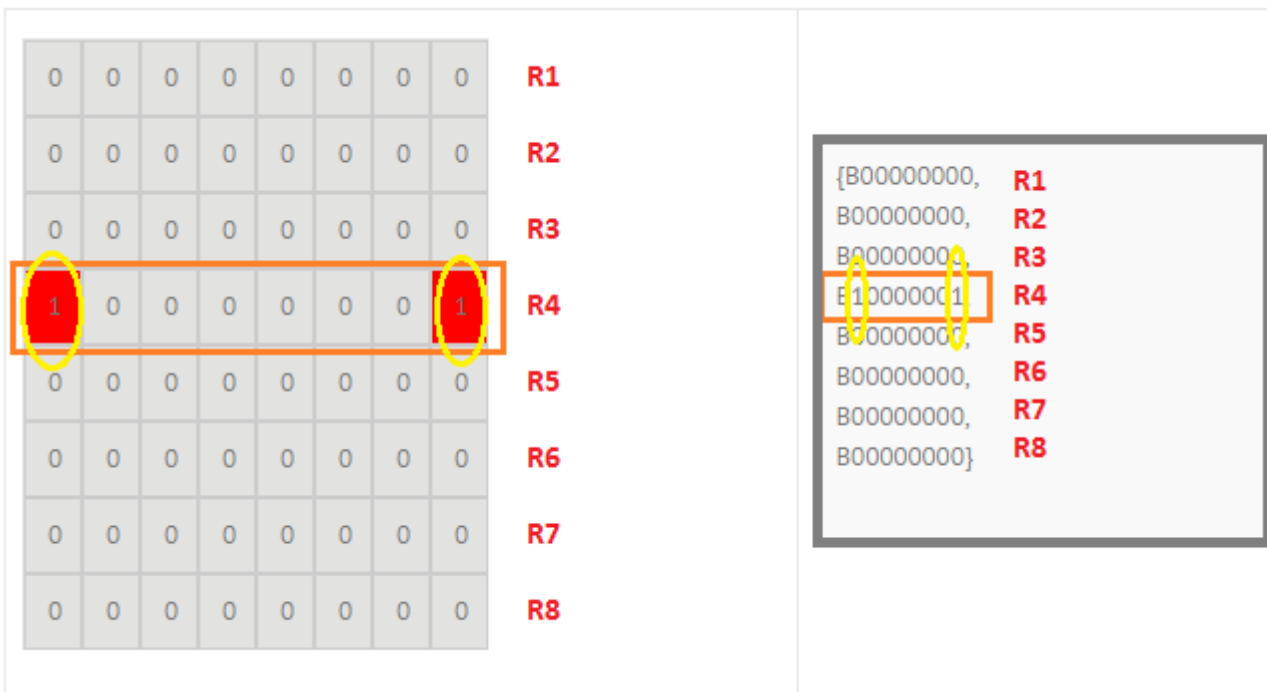 0 0 0 0 0 0 0 0 R1
0 0 0 0 0 0 0 0 R2
0 0 0 0 0 0 0 0 R3
1 0 0 0 0 0 0 1 R4
0 0 0 0 0 0 0 0 R5
0 0 0 0 0 0 0 0 R6
0 0 0 0 0 0 0 0 R7
0 0 0 0 0 0 0 0 R8
{B00000000, R1
B00000000, R2
B00000000, R3
B10000001, R4
B00000000, R5
B00000000, R6
B00000000, R7
B00000000} R8